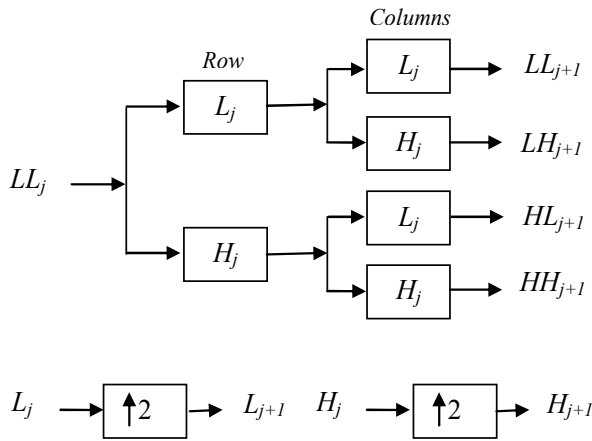 Columns
Row
L_j
LL_{j+1}
L_j
H_j
LH_{j+1}
LL_j
L_j
HL_{j+1}
H_j
H_j
HH_{j+1}
L_j ↑2 L_{j+1} H_j ↑2 H_{j+1}